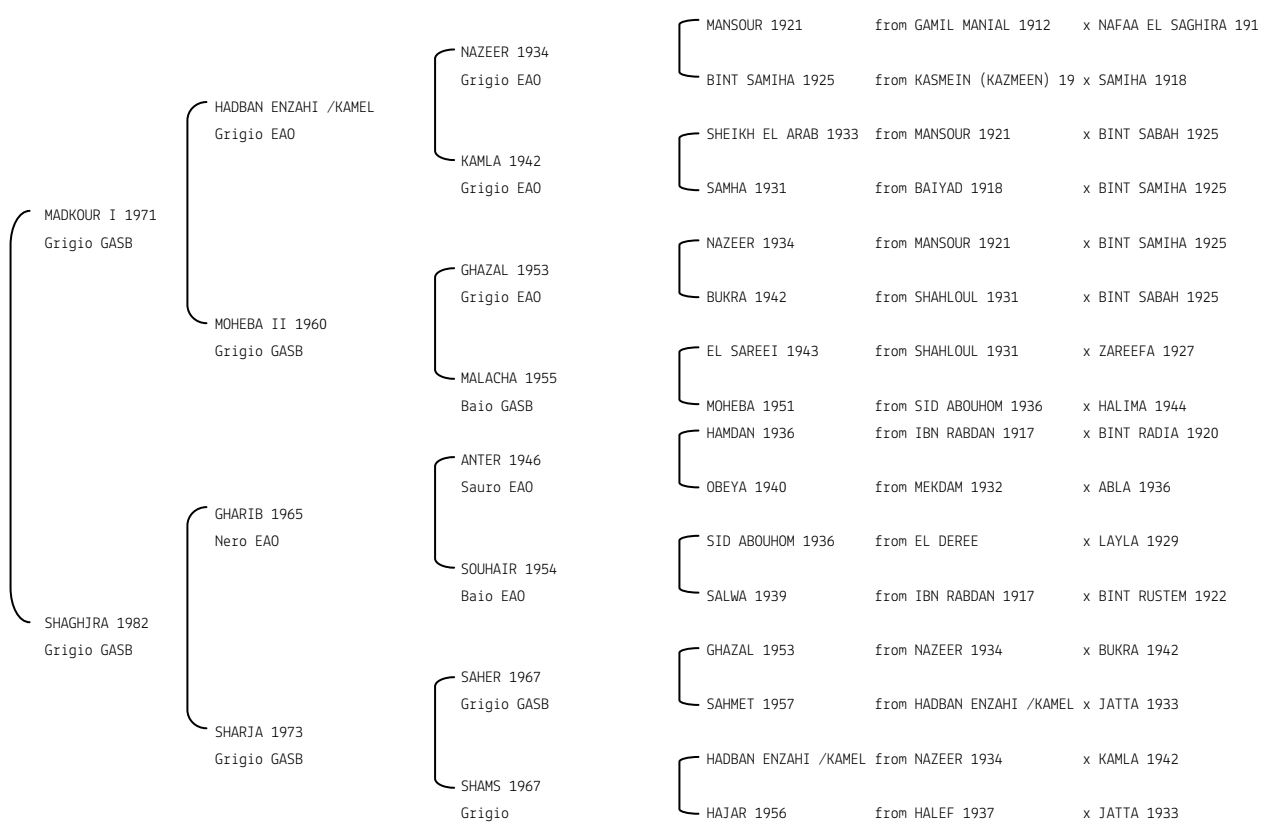 MANSOUR 1921 from GAMIL MANIAL 1912 x NAFAA EL SAGHIRA 191
NAZEER 1934
Grigio EAO BINT SAMIHA 1925 from KASMEIN (KAZMEEN) 19 x SAMIHA 1918
HADBAN ENZAHI /KAMEL
Grigio EAO SHEIKH EL ARAB 1933 from MANSOUR 1921 x BINT SABAH 1925
KAMLA 1942
Grigio EAO SAMHA 1931 from BAIYAD 1918 x BINT SAMIHA 1925
MADKOUR I 1971
Grigio GASB NAZEER 1934 from MANSOUR 1921 x BINT SAMIHA 1925
GHAZAL 1953
Grigio EAO BUKRA 1942 from SHAHLOUL 1931 x BINT SABAH 1925
MOHEBA II 1960
Grigio GASB EL SAREEI 1943 from SHAHLOUL 1931 x ZAREEFA 1927
MALACHA 1955
Baio GASB MOHEBA 1951 from SID ABOUHOM 1936 x HALIMA 1944
HAMDAN 1936 from IBN RABDAN 1917 x BINT RADIA 1920
ANTER 1946
Sauro EAO OBEYA 1940 from MEKDAM 1932 x ABLA 1936
GHARIB 1965
Nero EAO SID ABOUHOM 1936 from EL DEREE x LAYLA 1929
SOUHAIR 1954
Baio EAO SALWA 1939 from IBN RABDAN 1917 x BINT RUSTEM 1922
SHAGHJRA 1982
Grigio GASB GHAZAL 1953 from NAZEER 1934 x BUKRA 1942
SAHER 1967
Grigio GASB SAHMET 1957 from HADBAN ENZAHI /KAMEL x JATTA 1933
SHARJA 1973
Grigio GASB HADBAN ENZAHI /KAMEL from NAZEER 1934 x KAMLA 1942
SHAMS 1967
Grigio HAJAR 1956 from HALEF 1937 x JATTA 1933